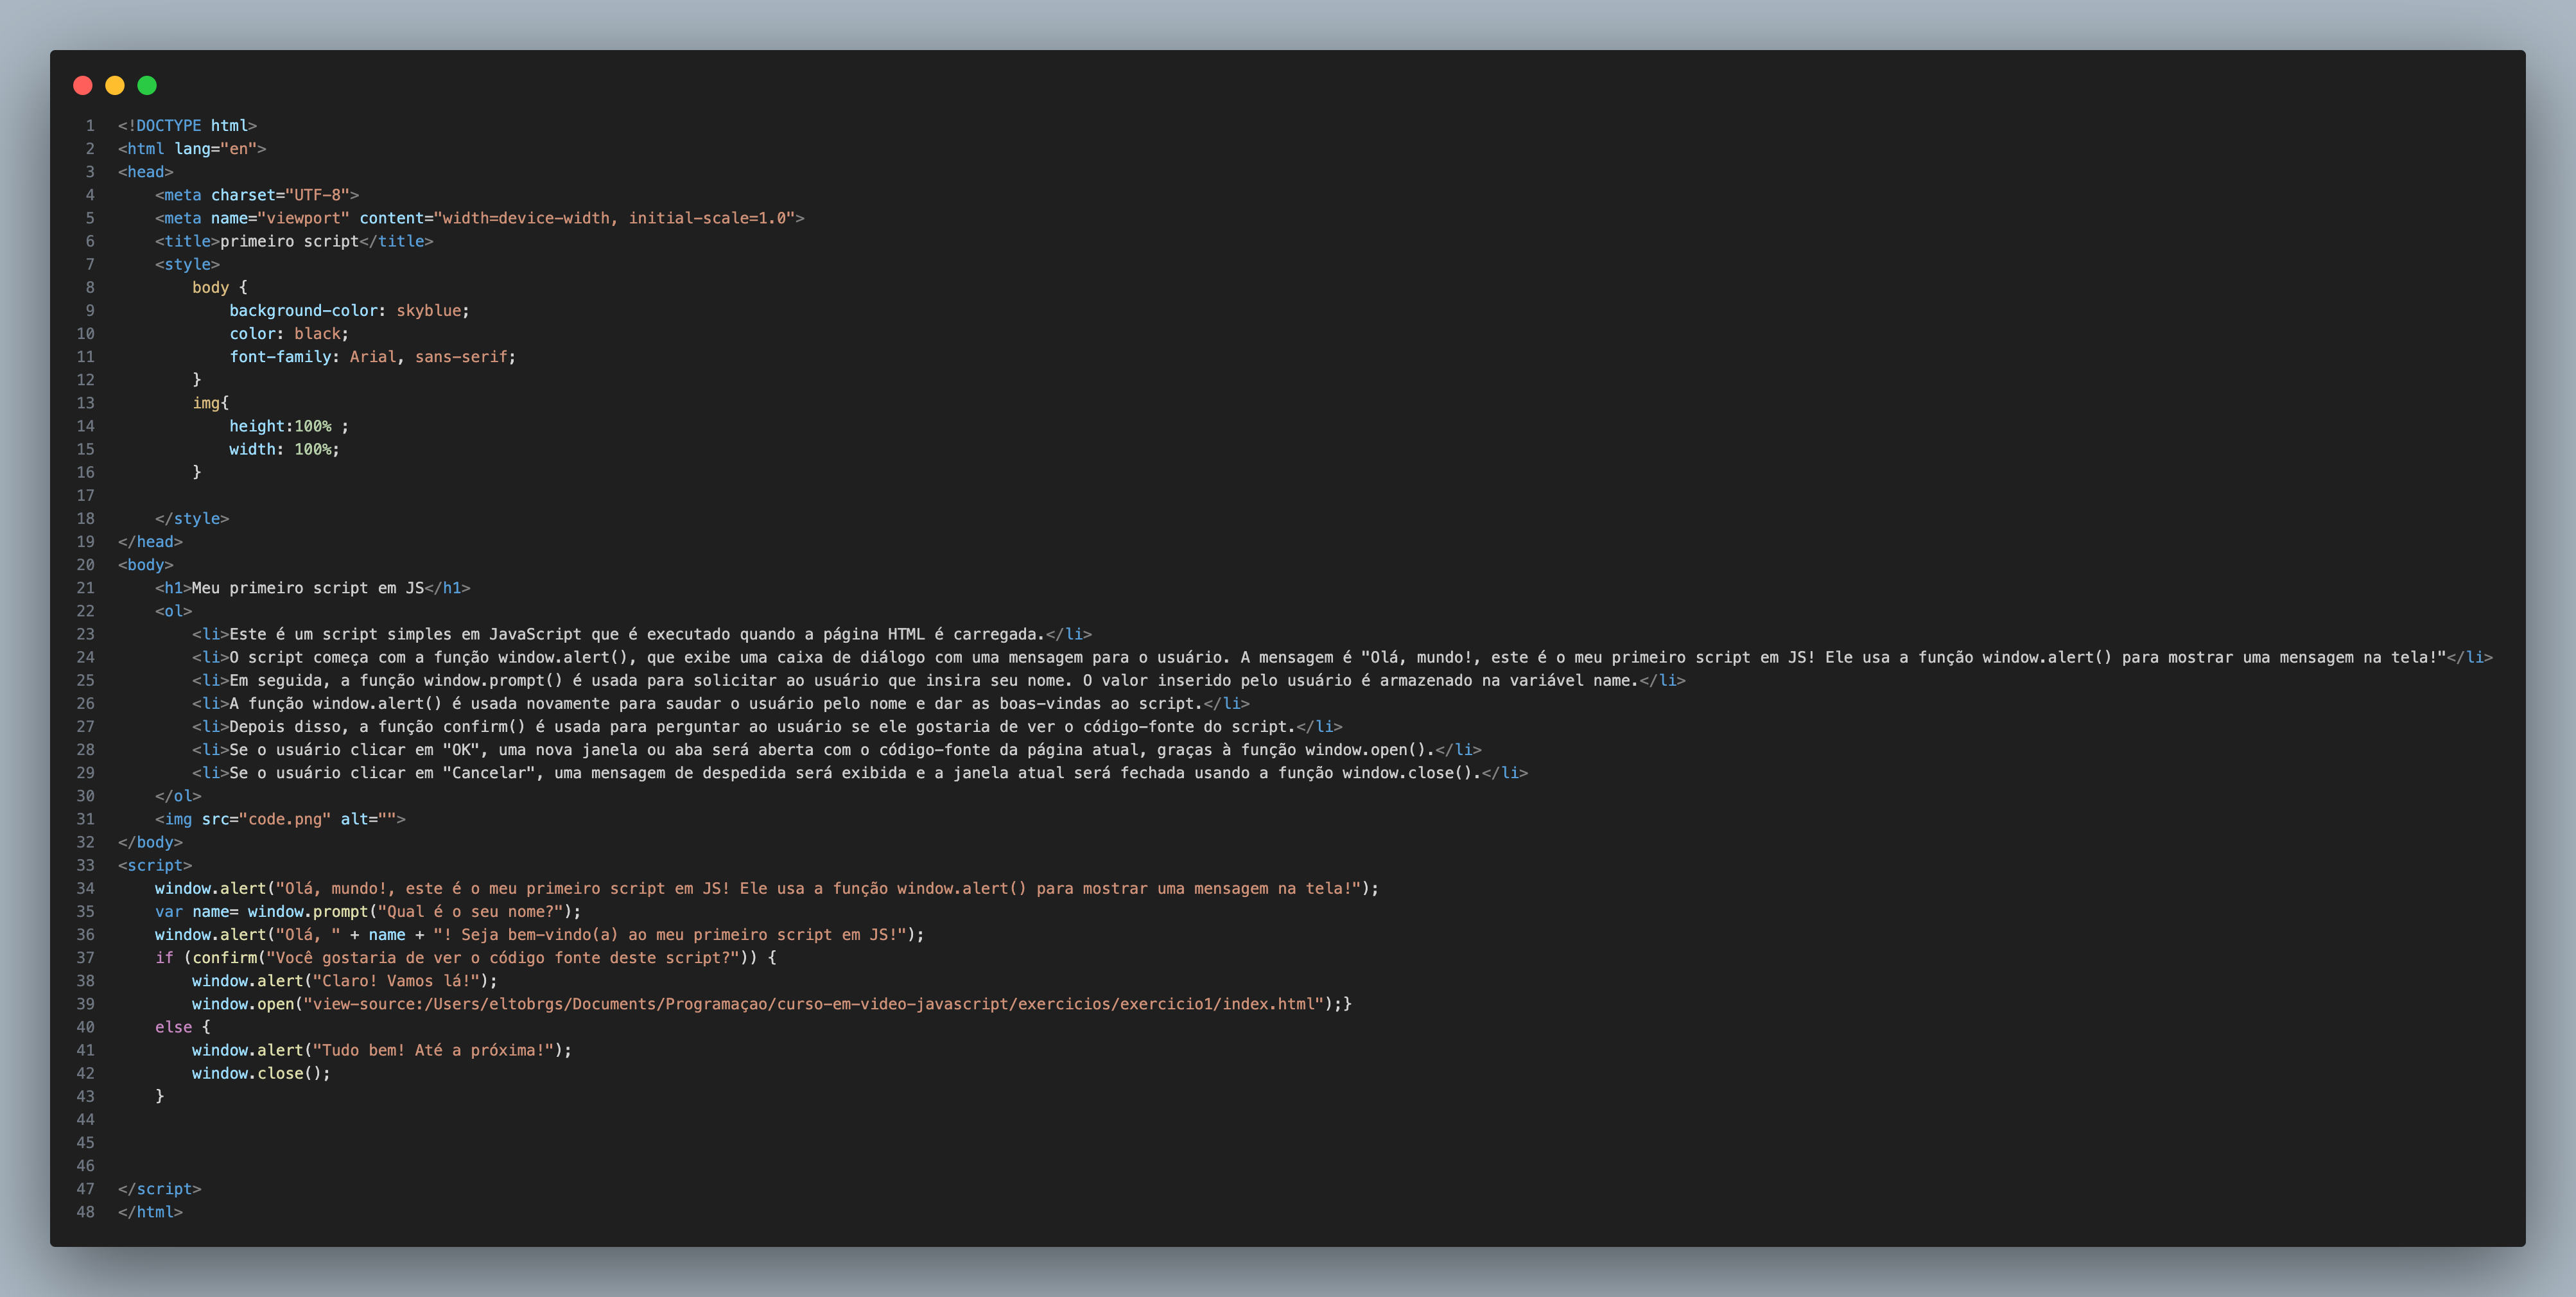 1 <!DOCTYPE html>
2 <html lang="en">
3 <head>
4     <meta charset="UTF-8">
5     <meta name="viewport" content="width=device-width, initial-scale=1.0">
6     <title>primeiro script</title>
7     <style>
8         body {
9             background-color: skyblue;
10             color: black;
11             font-family: Arial, sans-serif;
12         }
13         img{
14             height:100% ;
15             width: 100%;
16         }
17
18     </style>
19 </head>
20 <body>
21     <h1>Meu primeiro script em JS</h1>
22     <ol>
23         <li>Este é um script simples em JavaScript que é executado quando a página HTML é carregada.</li>
24         <li>O script começa com a função window.alert(), que exibe uma caixa de diálogo com uma mensagem para o usuário. A mensagem é "Olá, mundo!, este é o meu primeiro script em JS! Ele usa a função window.alert() para mostrar uma mensagem na tela!"</li>
25         <li>Em seguida, a função window.prompt() é usada para solicitar ao usuário que insira seu nome. O valor inserido pelo usuário é armazenado na variável name.</li>
26         <li>A função window.alert() é usada novamente para saudar o usuário pelo nome e dar as boas-vindas ao script.</li>
27         <li>Depois disso, a função confirm() é usada para perguntar ao usuário se ele gostaria de ver o código-fonte do script.</li>
28         <li>Se o usuário clicar em "OK", uma nova janela ou aba será aberta com o código-fonte da página atual, graças à função window.open().</li>
29         <li>Se o usuário clicar em "Cancelar", uma mensagem de despedida será exibida e a janela atual será fechada usando a função window.close().</li>
30     </ol>
31     <img src="code.png" alt="">
32 </body>
33 <script>
34     window.alert("Olá, mundo!, este é o meu primeiro script em JS! Ele usa a função window.alert() para mostrar uma mensagem na tela!");
35     var name= window.prompt("Qual é o seu nome?");
36     window.alert("Olá, " + name + "! Seja bem-vindo(a) ao meu primeiro script em JS!");
37     if (confirm("Você gostaria de ver o código fonte deste script?")) {
38         window.alert("Claro! Vamos lá!");
39         window.open("view-source:/Users/eltobrgs/Documents/Programaçao/curso-em-video-javascript/exercicios/exercicio1/index.html");}
40     else {
41         window.alert("Tudo bem! Até a próxima!");
42         window.close();
43     }
44
45
46
47 </script>
48 </html>